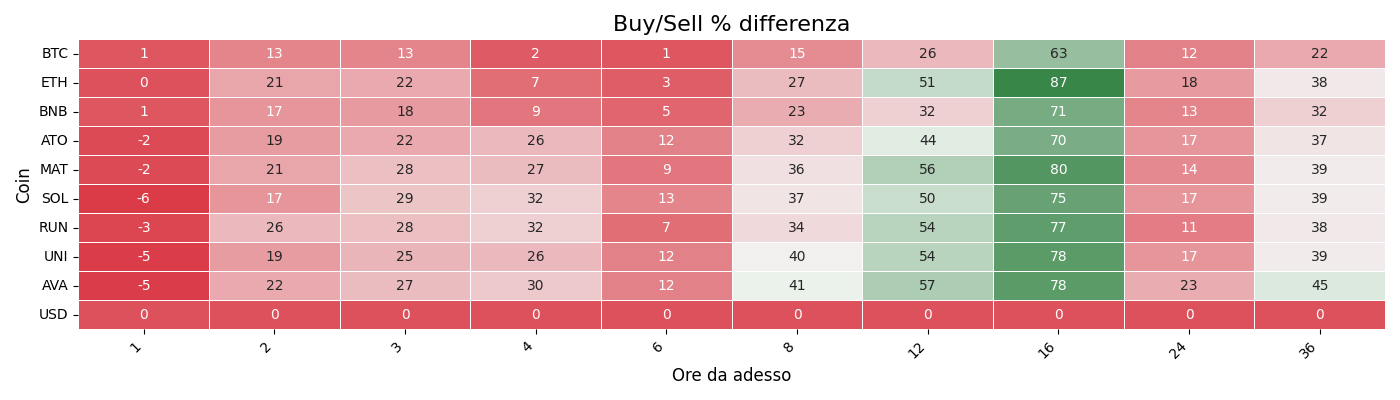 Buy/Sell % differenza
Coin
BTC 1 13 13 2 1 15 26 63 12 22
ETH 0 21 22 7 3 27 51 87 18 38
BNB 1 17 18 9 5 23 32 71 13 32
ATO -2 19 22 26 12 32 44 70 17 37
MAT -2 21 28 27 9 36 56 80 14 39
SOL -6 17 29 32 13 37 50 75 17 39
RUN -3 26 28 32 7 34 54 77 11 38
UNI -5 19 25 26 12 40 54 78 17 39
AVA -5 22 27 30 12 41 57 78 23 45
USD 0 0 0 0 0 0 0 0 0 0
1 2 3 4 6 8 12 16 24 36
Ore da adesso